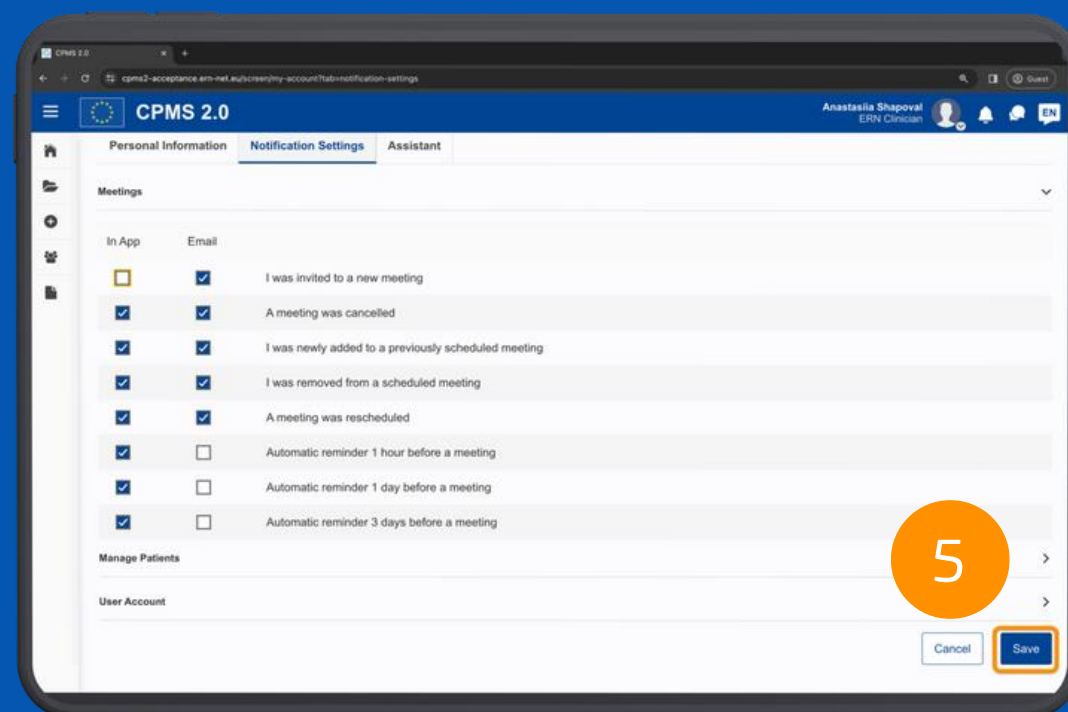 CPMS 2.0
cpms2-acceptance.ern-net.eu/screen/my-account?tab=notification-settings
Guest
CPMS 2.0
Anastasiia Shapoval
ERN Clinician
EN
Personal Information Notification Settings Assistant
Meetings
In App Email
I was invited to a new meeting
A meeting was cancelled
I was newly added to a previously scheduled meeting
I was removed from a scheduled meeting
A meeting was rescheduled
Automatic reminder 1 hour before a meeting
Automatic reminder 1 day before a meeting
Automatic reminder 3 days before a meeting
Manage Patients
5
User Account
Cancel Save